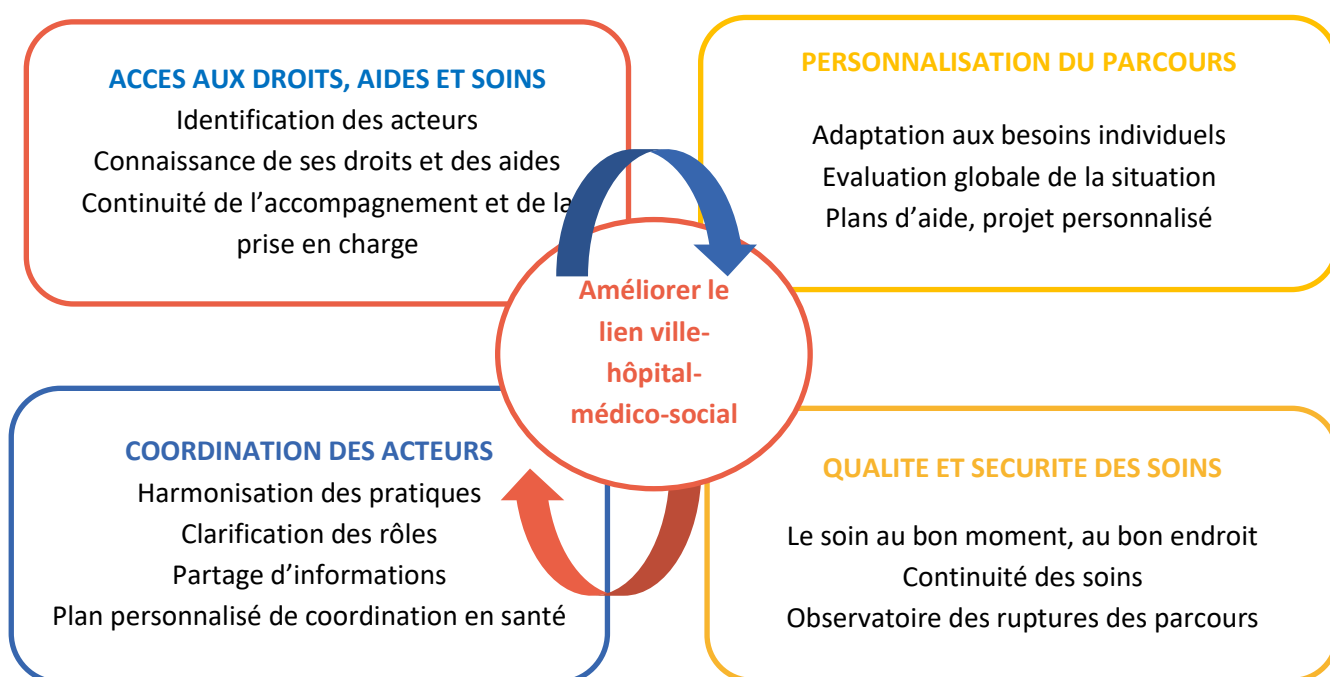 ACCES AUX DROITS, AIDES ET SOINS
Identification des acteurs
Connaissance de ses droits et des aides
Continuité de l’accompagnement et de la
prise en charge
PERSONNALISATION DU PARCOURS
Adaptation aux besoins individuels
Evaluation globale de la situation
Plans d’aide, projet personnalisé
Améliorer le
lien ville-
hôpital-
médico-social
COORDINATION DES ACTEURS
Harmonisation des pratiques
Clarification des rôles
Partage d’informations
Plan personnalisé de coordination en santé
QUALITE ET SECURITE DES SOINS
Le soin au bon moment, au bon endroit
Continuité des soins
Observatoire des ruptures des parcours